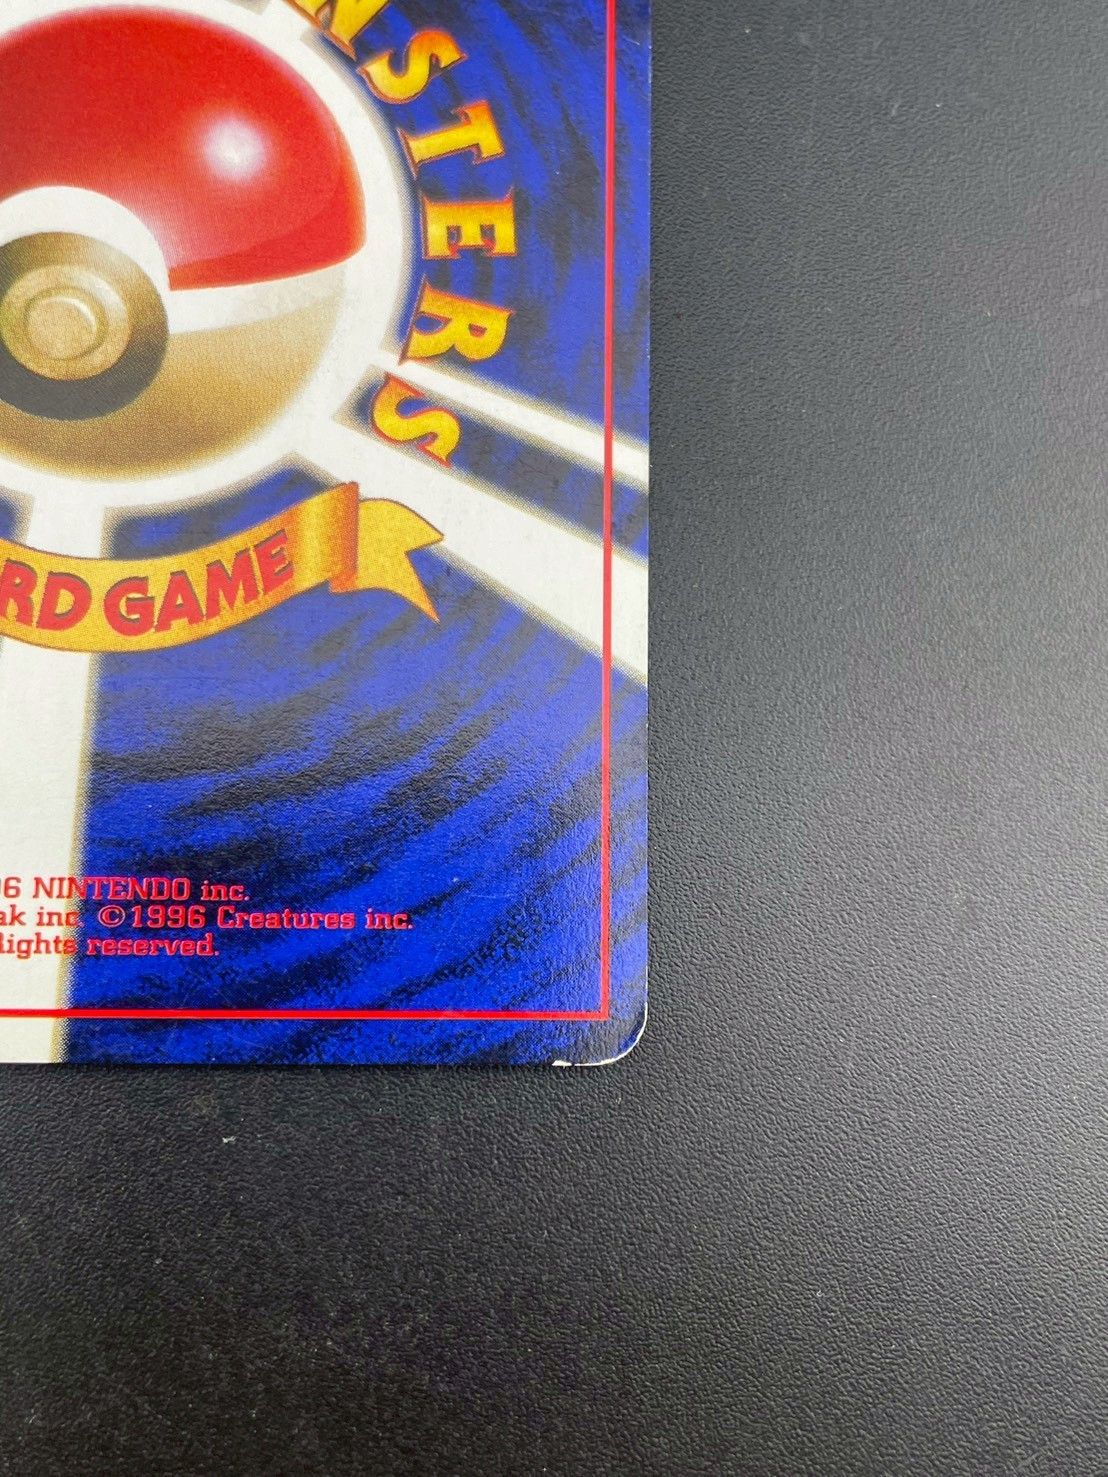 NSTERS
RD GAME
96 NINTENDO inc.
ak inc. ©1996 Creatures inc.
Rights reserved.